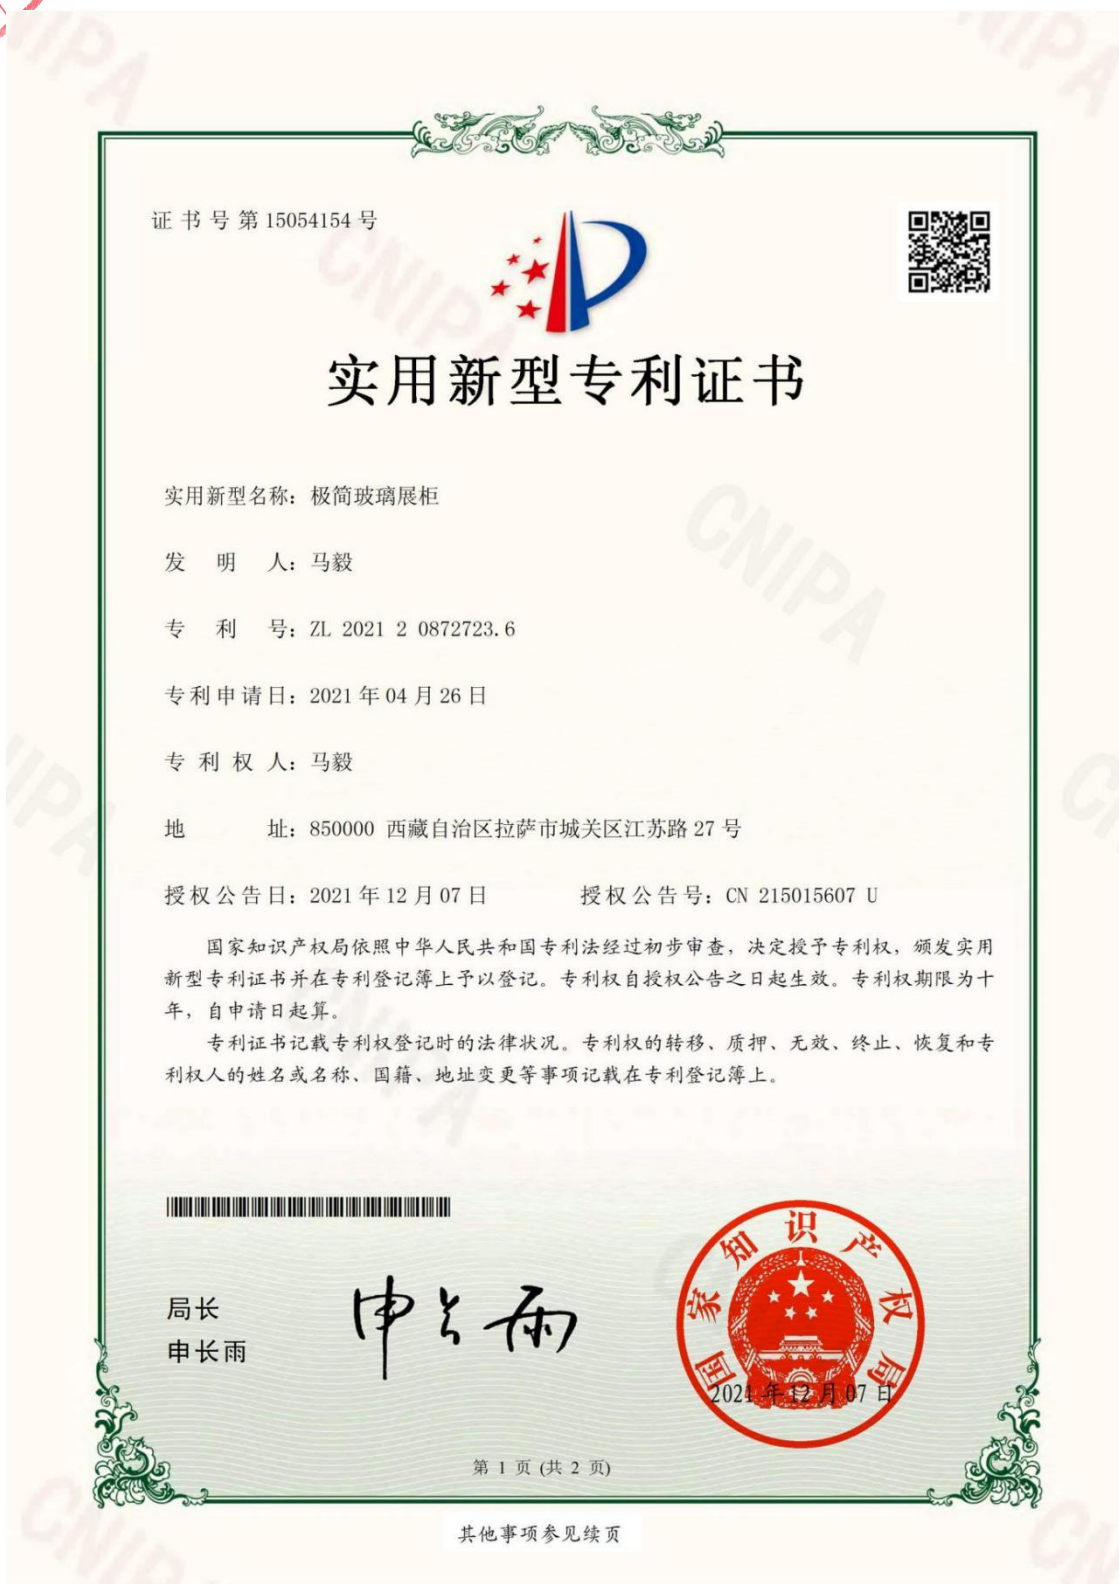 证书号第15054154号
实用新型专利证书
实用新型名称：极简玻璃展柜
发明人：马毅
专利号：ZL 2021 2 0872723.6
专利申请日：2021年04月26日
专利权人：马毅
地址：850000 西藏自治区拉萨市城关区江苏路27号
授权公告日：2021年12月07日 授权公告号：CN 215015607 U
国家知识产权局依照中华人民共和国专利法经过初步审查，决定授予专利权，颁发实用
新型专利证书并在专利登记簿上予以登记。专利权自授权公告之日起生效。专利权期限为十
年，自申请日起算。
专利证书记载专利权登记时的法律状况。专利权的转移、质押、无效、终止、恢复和专
利权人的姓名或名称、国籍、地址变更等事项记载在专利登记簿上。
局长
申长雨
申长雨
国家知识产权局
2021年12月07日
第 1 页 (共 2 页)
其他事项参见续页
CNIPA
CNIPA
CNIPA
CNIPA
CNIPA
CNIPA